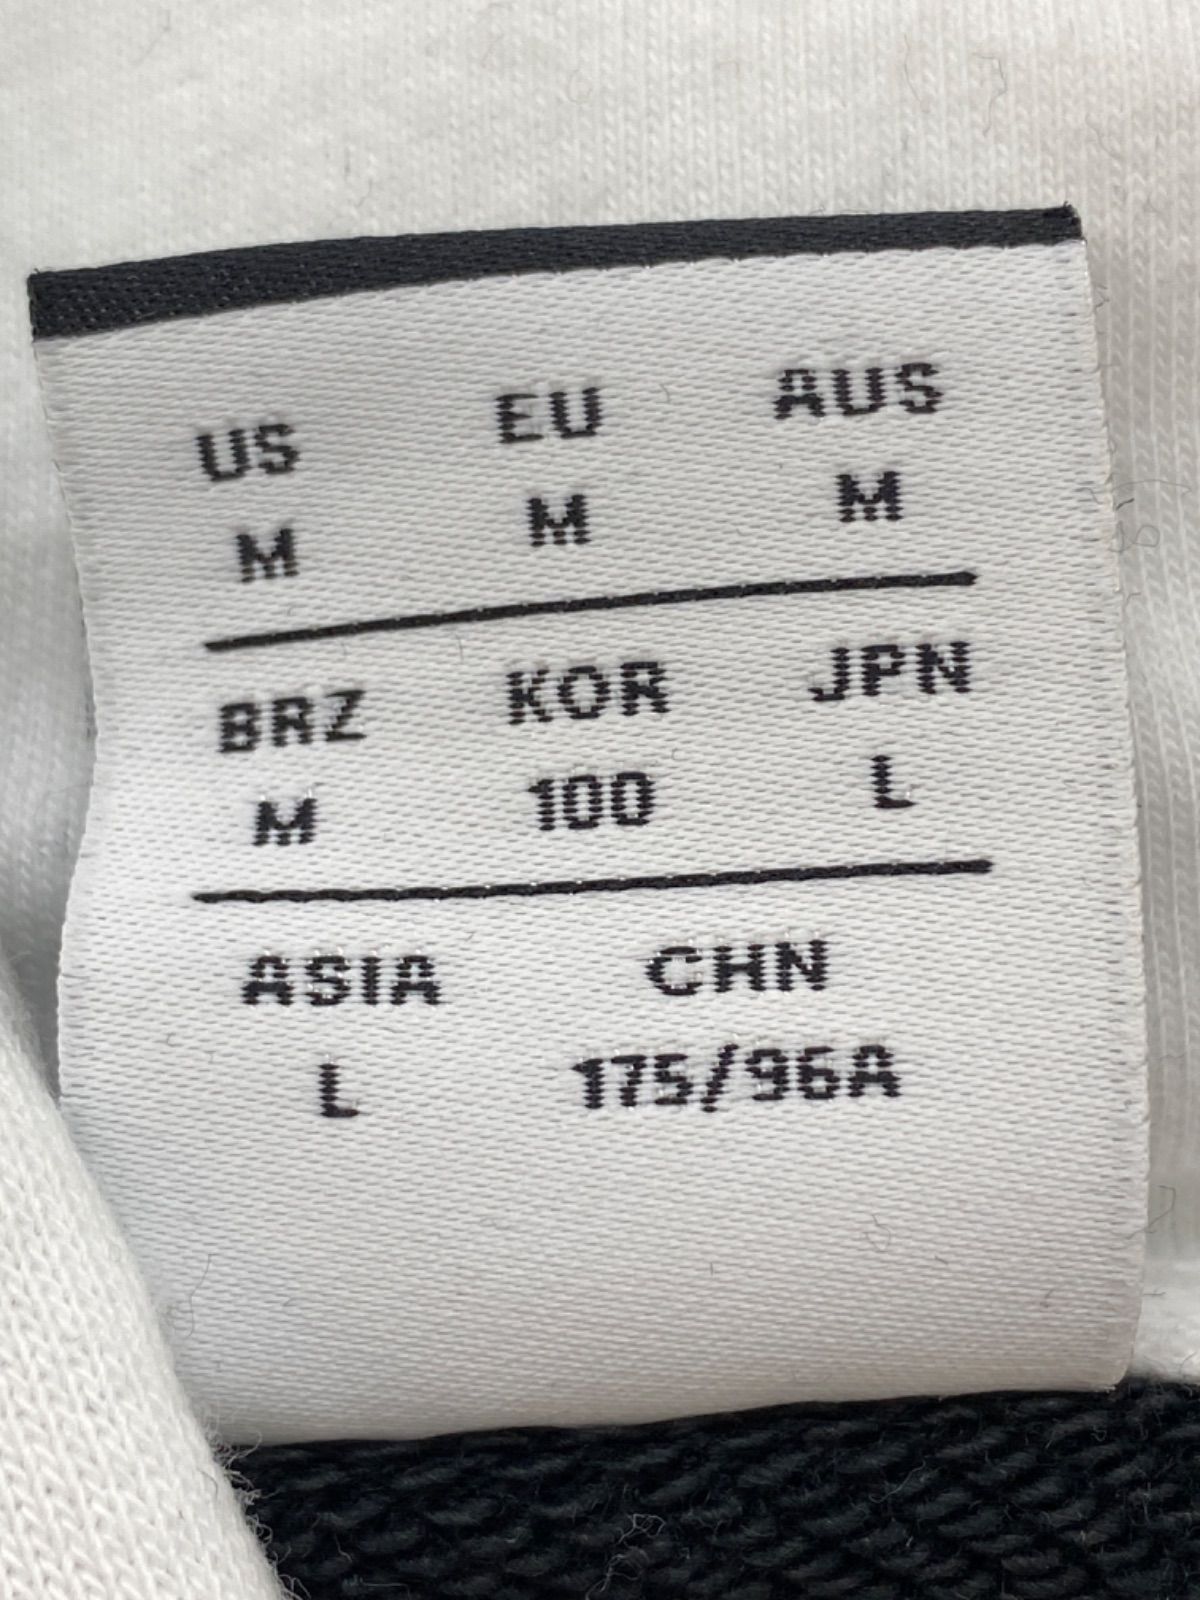 US EU AUS
M M M
BRZ KOR JPN
M 100 L
ASIA CHN
L 175/96A